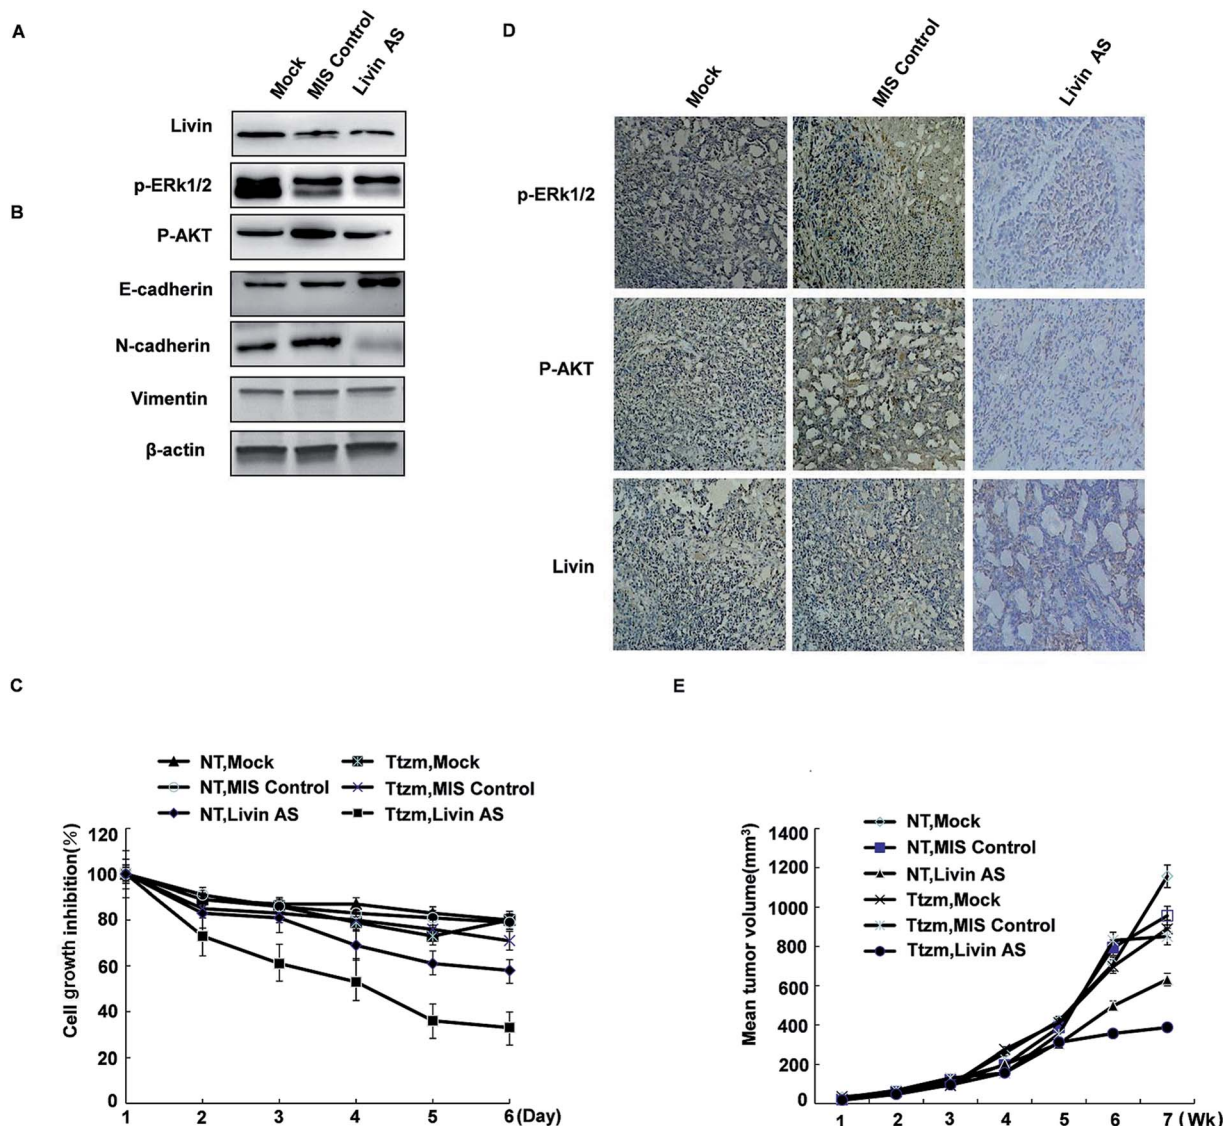 A
Mock
MIS Control
Livin AS
Livin
p-ERk1/2
B
P-AKT
E-cadherin
N-cadherin
Vimentin
β-actin
D
Mock
MIS Control
Livin AS
p-ERk1/2
P-AKT
Livin
C
NT,Mock
NT,MIS Control
NT,Livin AS
Ttzm,Mock
Ttzm,MIS Control
Ttzm,Livin AS
Cell growth inhibition(%)
120
100
80
60
40
20
0
1 2 3 4 5 6 (Day)
E
NT,Mock
NT,MIS Control
NT,Livin AS
Ttzm,Mock
Ttzm,MIS Control
Ttzm,Livin AS
Mean tumor volume(mm³)
1400
1200
1000
800
600
400
200
0
1 2 3 4 5 6 7 (Wk)